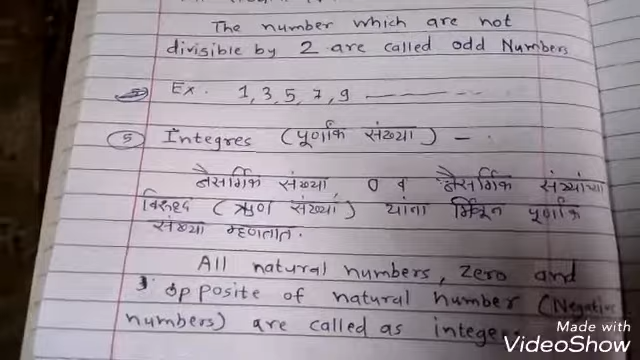 The number which are not
divisible by 2 are called odd Numbers
Ex. 1, 3, 5, 7, 9
5 Integres (पूर्णांक संख्या) -
नैसर्गिक संख्या, 0 व नैसर्गिक संख्यांच्या
विरुद्ध (ऋण संख्या) यांना मिळून पूर्णांक
संख्या म्हणतात.
All natural numbers, zero and
opposite of natural number (Negative
numbers) are called as integer
Made with
VideoShow